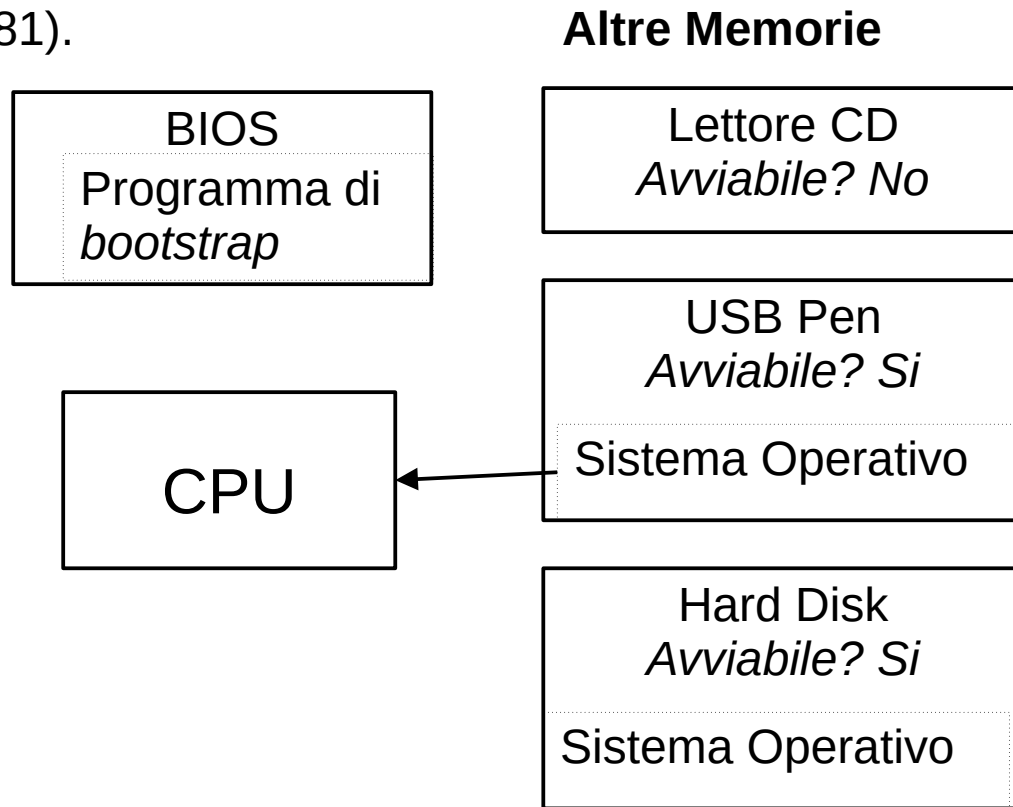 81).
Altre Memorie
BIOS
Programma di
bootstrap
CPU
Lettore CD
Avviabile? No
USB Pen
Avviabile? Si
Sistema Operativo
Hard Disk
Avviabile? Si
Sistema Operativo